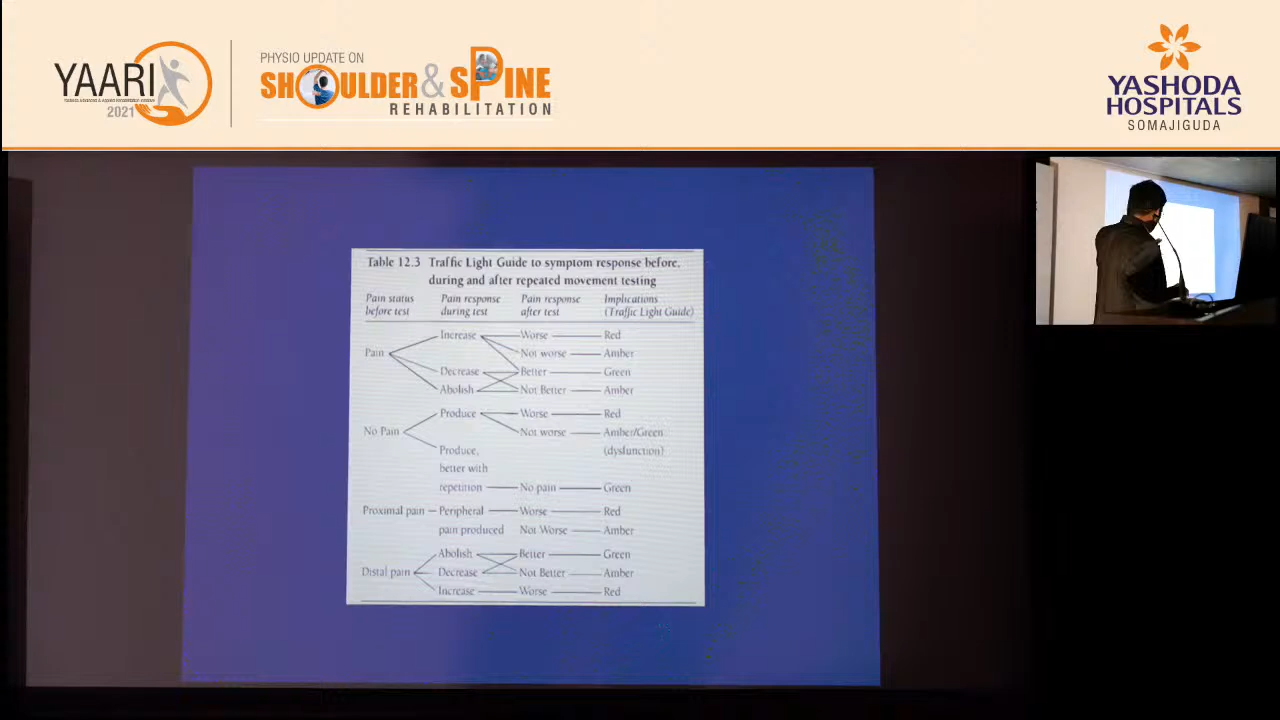 YAARI
2021
PHYSIO UPDATE ON
SHOULDER & SPINE
REHABILITATION
YASHODA
HOSPITALS
SOMAJIGUDA
Table 12.3 Traffic Light Guide to symptom response before,
during and after repeated movement testing
Pain status before test Pain response during test Pain response after test Implications (Traffic Light Guide)
Increase Worse Red
Pain Not worse Amber
Decrease Better Green
Abolish Not Better Amber
Produce Worse Red
No Pain Not worse Amber/Green
Produce, (dysfunction?
better with
repetition No pain Green
Proximal pain Peripheral Worse Red
pain produced Not Worse Amber
Abolish Better Green
Distal pain Decrease Not Better Amber
Increase Worse Red